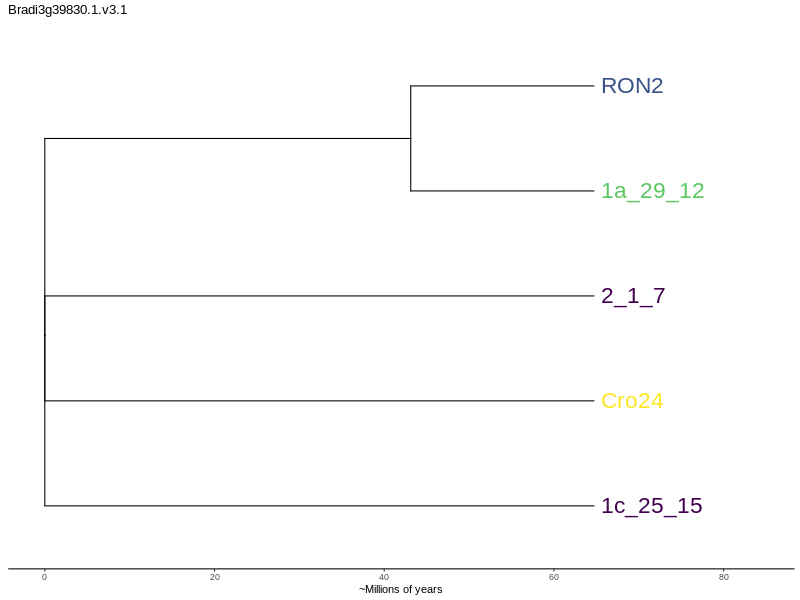 Bradi3g39830.1.v3.1
RON2
1a_29_12
2_1_7
Cro24
1c_25_15
0 20 40 60 80
~Millions of years